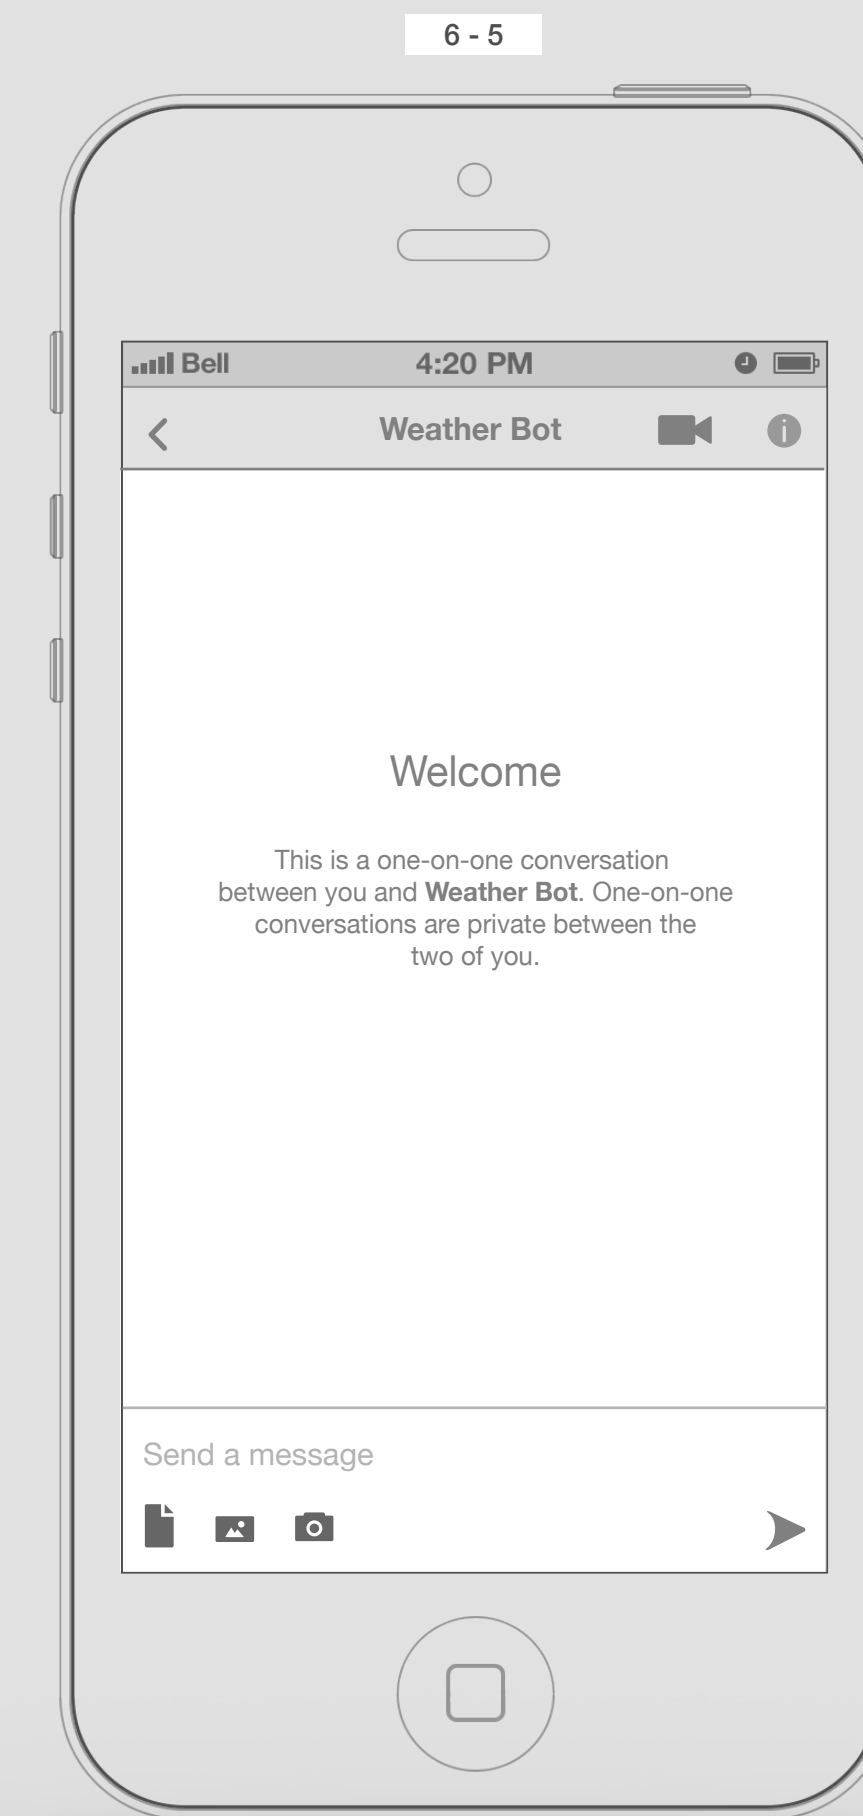 6 - 5
Bell 4:20 PM
Weather Bot
Welcome
This is a one-on-one conversation
between you and Weather Bot. One-on-one
conversations are private between the
two of you.
Send a message